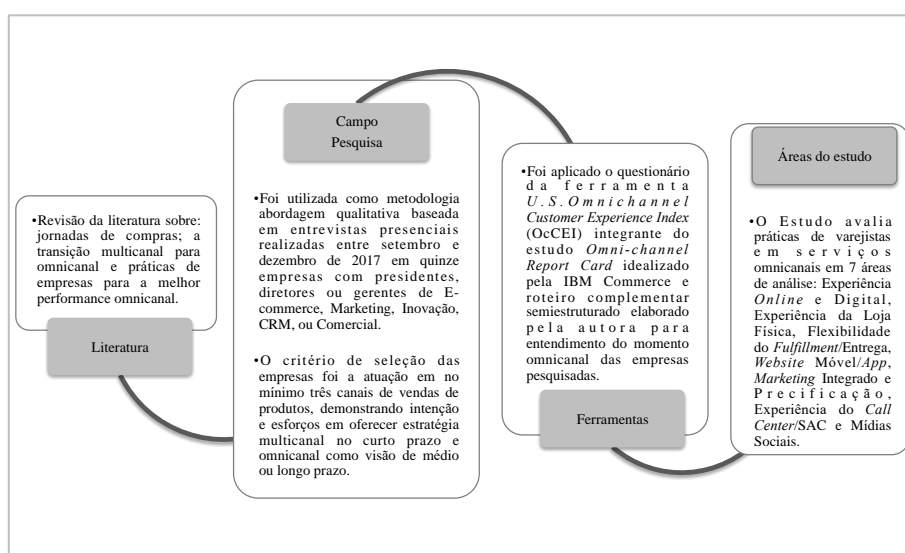 •Revisão da literatura sobre:
jornadas de compras; a
transição multicanal para
omnicanal e práticas de
empresas para a melhor
performance omnicanal.
Literatura
Campo
Pesquisa
•Foi utilizada como metodologia
abordagem qualitativa baseada
em entrevistas presenciais
realizadas entre setembro e
dezembro de 2017 em quinze
empresas com presidentes,
diretores ou gerentes de E-
commerce, Marketing, Inovação,
CRM, ou Comercial.
•O critério de seleção das
empresas foi a atuação em no
mínimo três canais de vendas de
produtos, demonstrando intenção
e esforços em oferecer estratégia
multicanal no curto prazo e
omnicanal como visão de médio
ou longo prazo.
•Foi aplicado o questionário
da ferramenta
U.S.Omnichannel
Customer Experience Index
(OcCEI) integrante do
estudo Omni-channel
Report Card idealizado
pela IBM Commerce e
roteiro complementar
semiestruturado elaborado
pela autora para
entendimento do momento
omnicanal das empresas
pesquisadas.
Ferramentas
Áreas do estudo
•O Estudo avalia
práticas de varejistas
em serviços
omnicanais em 7 áreas
de análise: Experiência
Online e Digital,
Experiência da Loja
Física, Flexibilidade
do Fulfillment/Entrega,
Website Móvel/App,
Marketing Integrado e
Precificação,
Experiência do Call
Center/SAC e Mídias
Sociais.